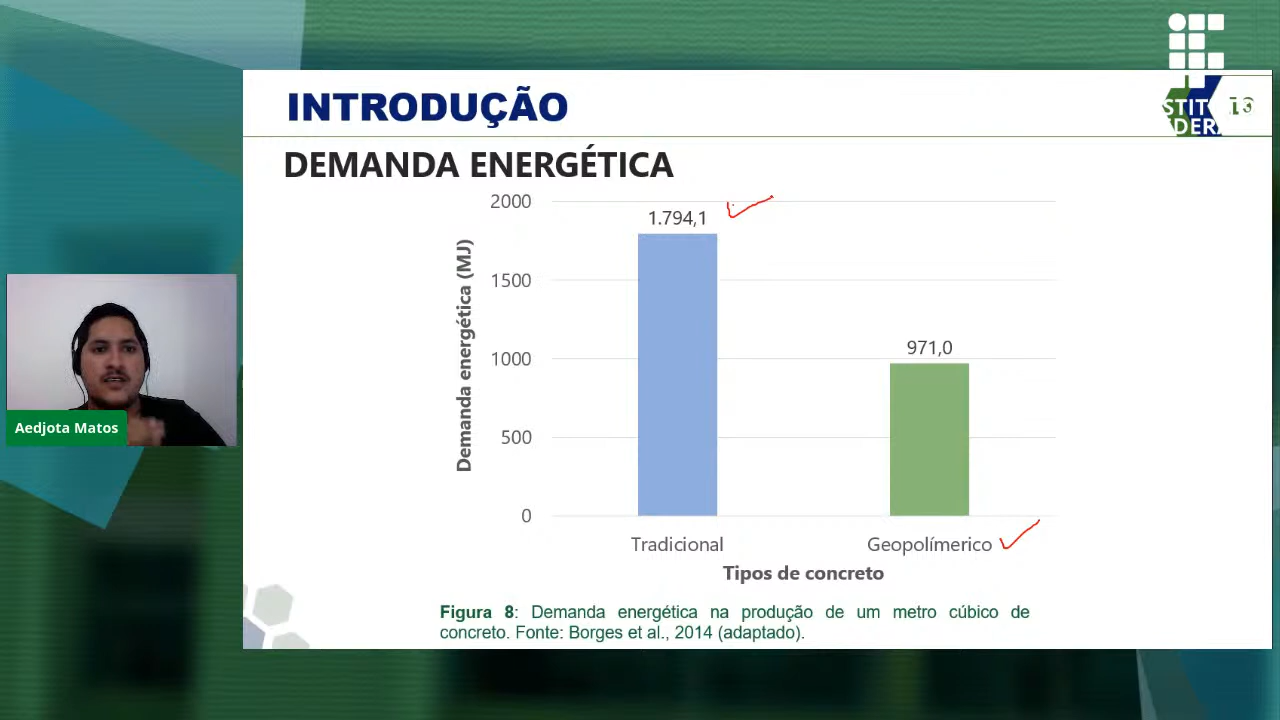 INTRODUÇÃO
DEMANDA ENERGÉTICA
2000
1500
1000
500
0
Demanda energética (MJ)
1.794,1
971,0
Tradicional
Geopolímerico
Tipos de concreto
Figura 8: Demanda energética na produção de um metro cúbico de
concreto. Fonte: Borges et al., 2014 (adaptado).
Aedjota Matos